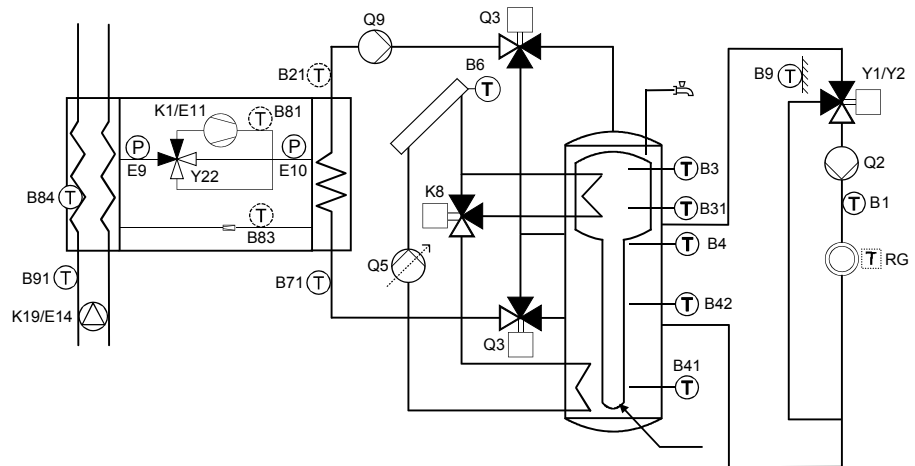 Q9
Q3
B21
T
B6
T
B9
T
Y1/Y2
K1/E11
T
B81
P
E9
Y22
P
E10
Q2
T
B3
B84
T
K8
T
B31
T
B1
T
B83
T
B4
Q5
T
RG
B91
T
B71
T
T
B42
K19/E14
Q3
B41
T